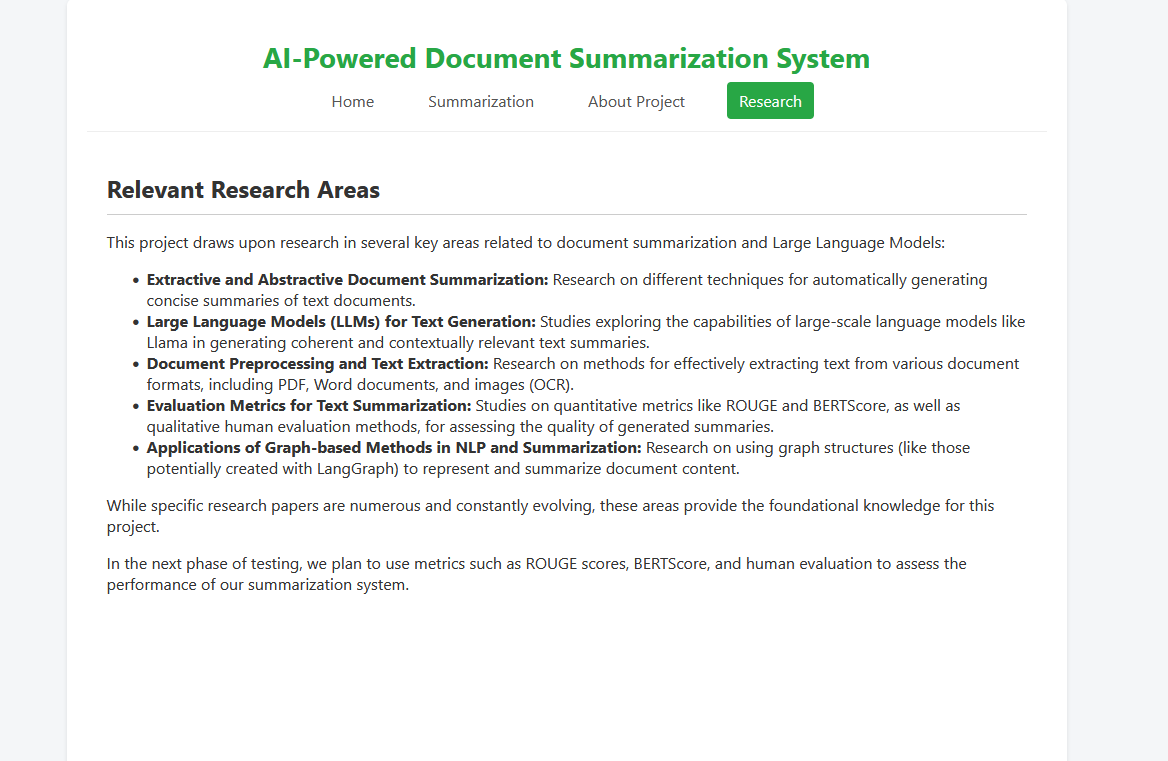 AI-Powered Document Summarization System
Home Summarization About Project Research
Relevant Research Areas
This project draws upon research in several key areas related to document summarization and Large Language Models:
• Extractive and Abstractive Document Summarization: Research on different techniques for automatically generating
concise summaries of text documents.
• Large Language Models (LLMs) for Text Generation: Studies exploring the capabilities of large-scale language models like
Llama in generating coherent and contextually relevant text summaries.
• Document Preprocessing and Text Extraction: Research on methods for effectively extracting text from various document
formats, including PDF, Word documents, and images (OCR).
• Evaluation Metrics for Text Summarization: Studies on quantitative metrics like ROUGE and BERTScore, as well as
qualitative human evaluation methods, for assessing the quality of generated summaries.
• Applications of Graph-based Methods in NLP and Summarization: Research on using graph structures (like those
potentially created with LangGraph) to represent and summarize document content.
While specific research papers are numerous and constantly evolving, these areas provide the foundational knowledge for this
project.
In the next phase of testing, we plan to use metrics such as ROUGE scores, BERTScore, and human evaluation to assess the
performance of our summarization system.